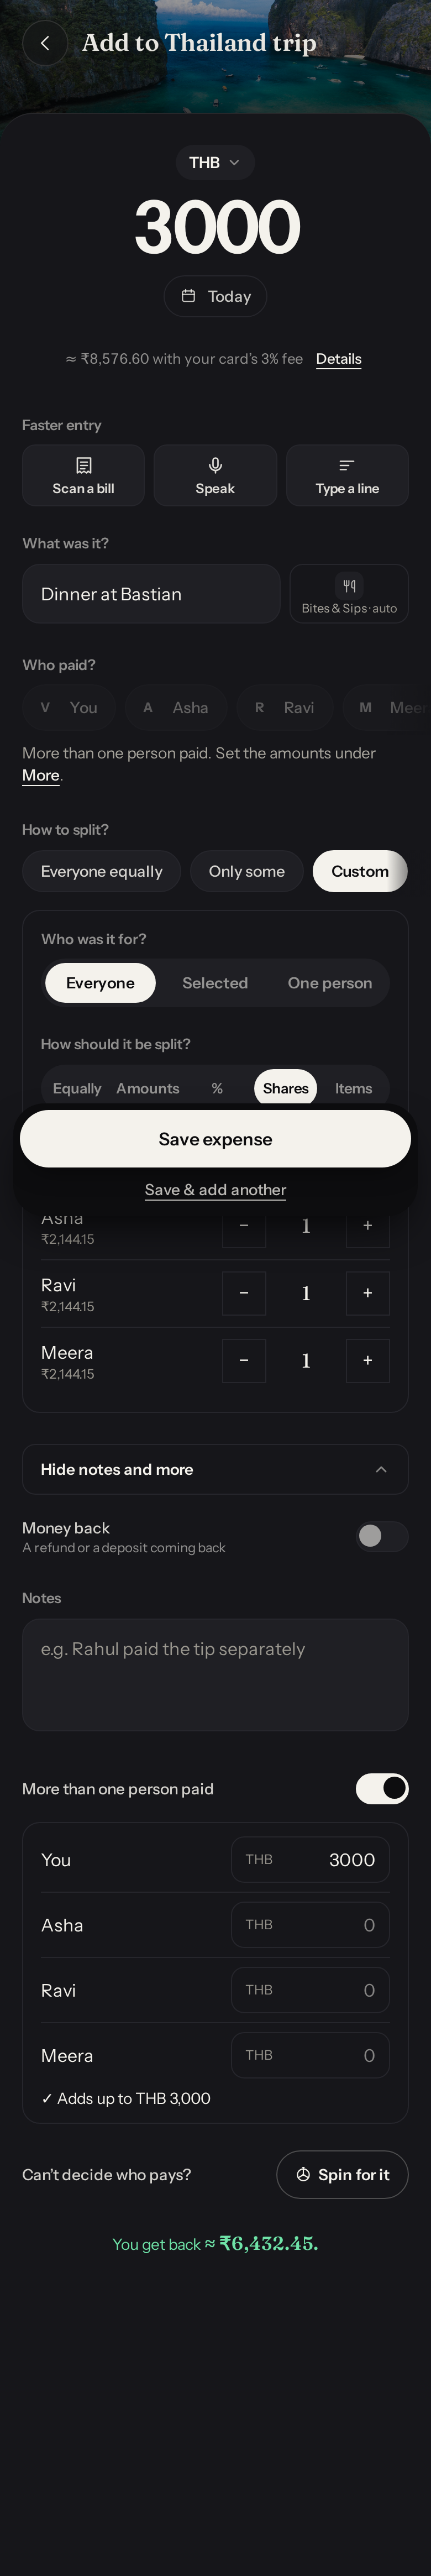 Add to Thailand trip
THB
3000
Today
≈ ₹8,576.60 with your card's 3% fee Details
Faster entry
Scan a bill Speak Type a line
What was it?
Dinner at Bastian
Bites & Sips · auto
Who paid?
V You A Asha R Ravi M Meer
More than one person paid. Set the amounts under
More.
How to split?
Everyone equally Only some Custom
Who was it for?
Everyone Selected One person
How should it be split?
Equally Amounts % Shares Items
Save expense
Save & add another
Asha
₹2,144.15
− 1 +
Ravi
₹2,144.15
− 1 +
Meera
₹2,144.15
− 1 +
Hide notes and more
Money back
A refund or a deposit coming back
Notes
e.g. Rahul paid the tip separately
More than one person paid
You THB 3000
Asha THB 0
Ravi THB 0
Meera THB 0
✓ Adds up to THB 3,000
Can't decide who pays? Spin for it
You get back ≈ ₹6,432.45.